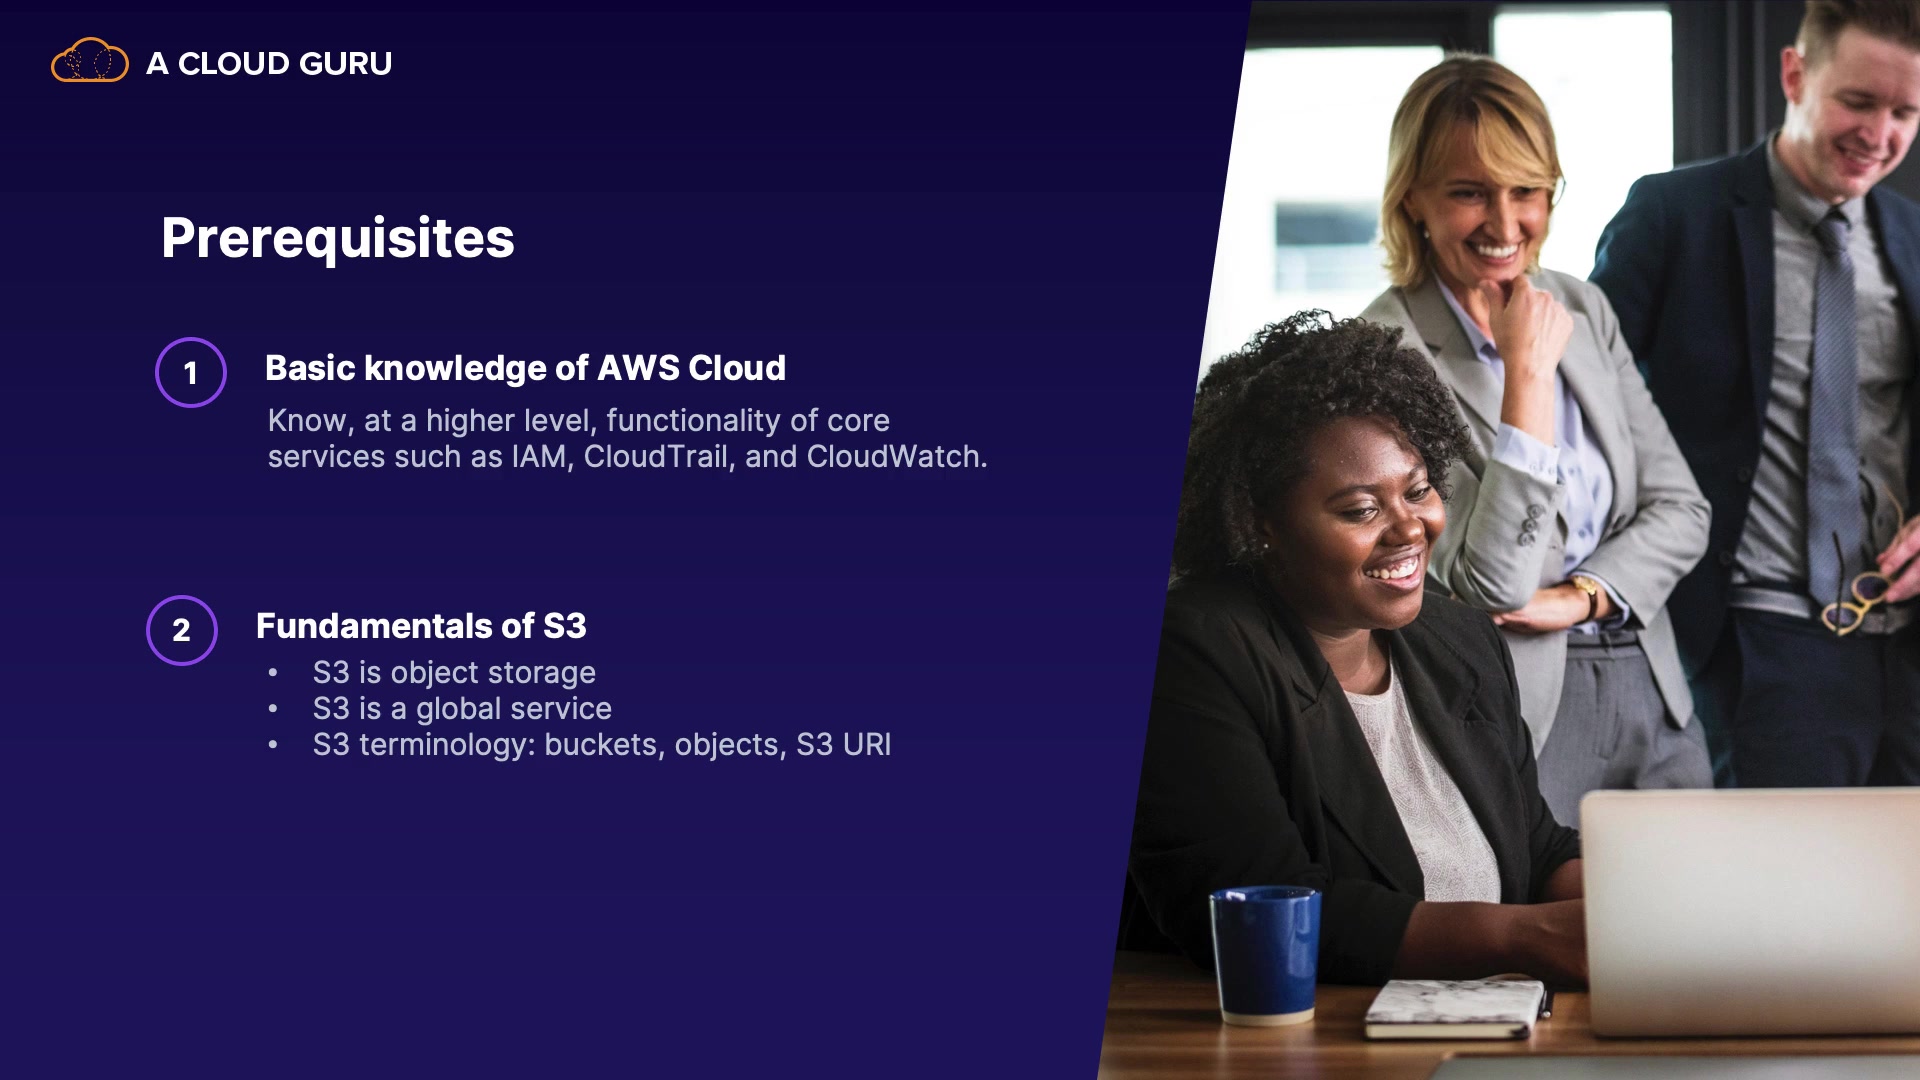 A CLOUD GURU
Prerequisites
1
Basic knowledge of AWS Cloud
Know, at a higher level, functionality of core
services such as IAM, CloudTrail, and CloudWatch.
2
Fundamentals of S3
• S3 is object storage
• S3 is a global service
• S3 terminology: buckets, objects, S3 URI